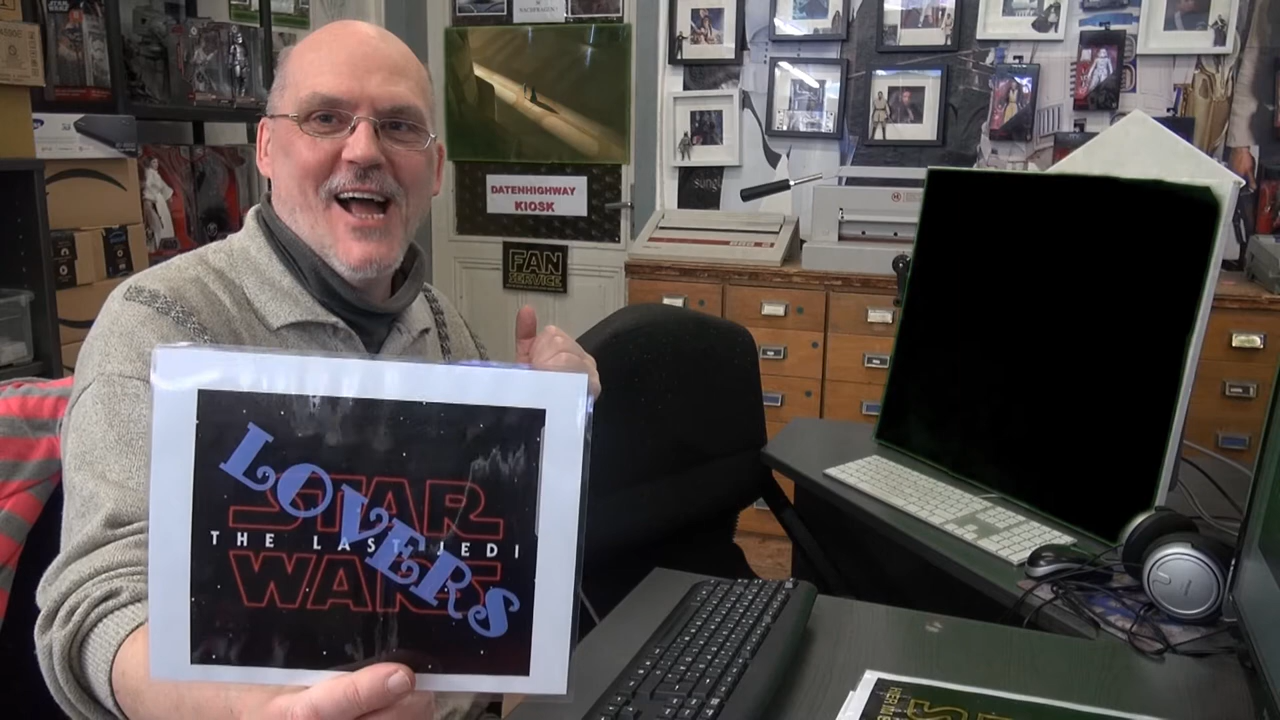 DATENHIGHWAY
KIOSK
FAN
SERVICE
LOVERS
STAR
THE LAST JEDI
WARS